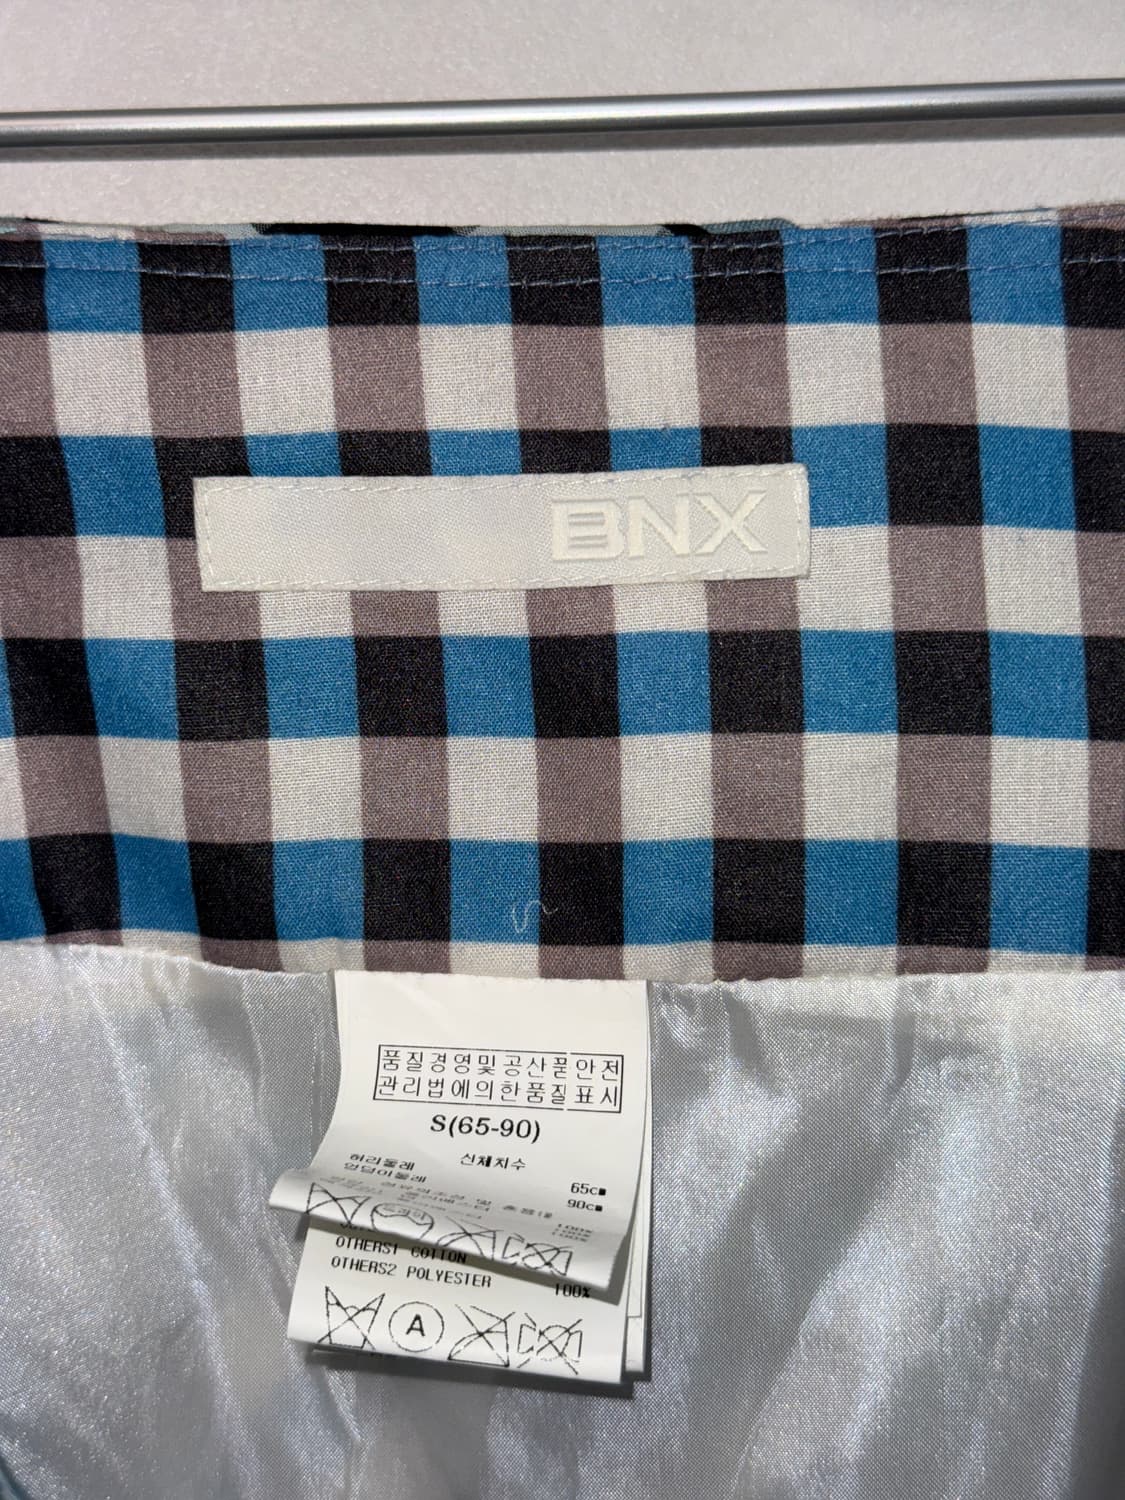 BNX
품질경영및공산품안전
관리법에의한품질표시
S(65-90)
신체치수
허리둘레 65cm
엉덩이둘레 90cm
100%
100%
OTHERS1 COTTON
OTHERS2 POLYESTER 100%
A